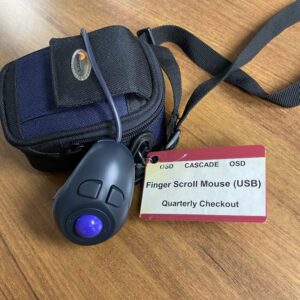 OSD CASCADE OSD
Finger Scroll Mouse (USB)
Quarterly Checkout